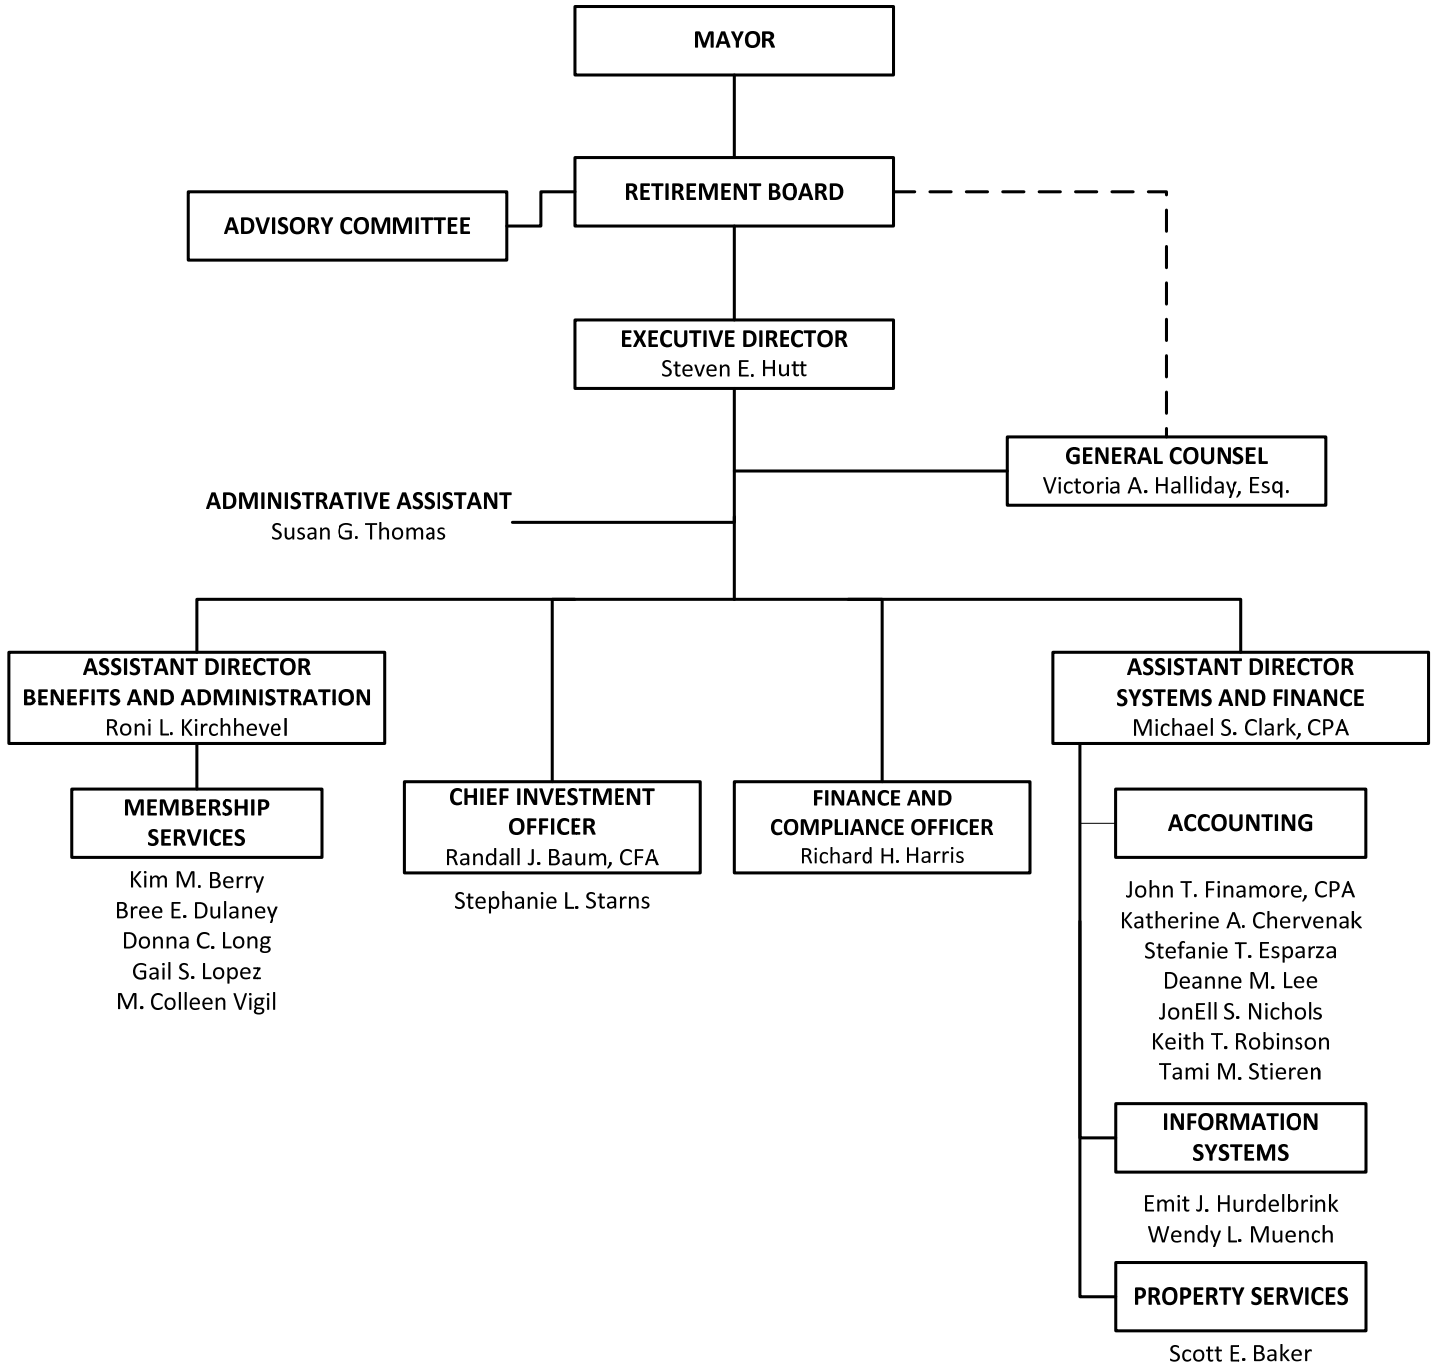 MAYOR
RETIREMENT BOARD
ADVISORY COMMITTEE
EXECUTIVE DIRECTOR
Steven E. Hutt
GENERAL COUNSEL
Victoria A. Halliday, Esq.
ADMINISTRATIVE ASSISTANT
Susan G. Thomas
ASSISTANT DIRECTOR
BENEFITS AND ADMINISTRATION
Roni L. Kirchhevel
MEMBERSHIP
SERVICES
Kim M. Berry
Bree E. Dulaney
Donna C. Long
Gail S. Lopez
M. Colleen Vigil
CHIEF INVESTMENT
OFFICER
Randall J. Baum, CFA
Stephanie L. Starns
FINANCE AND
COMPLIANCE OFFICER
Richard H. Harris
ASSISTANT DIRECTOR
SYSTEMS AND FINANCE
Michael S. Clark, CPA
ACCOUNTING
John T. Finamore, CPA
Katherine A. Chervenak
Stefanie T. Esparza
Deanne M. Lee
JonEll S. Nichols
Keith T. Robinson
Tami M. Stieren
INFORMATION
SYSTEMS
Emit J. Hurdelbrink
Wendy L. Muench
PROPERTY SERVICES
Scott E. Baker